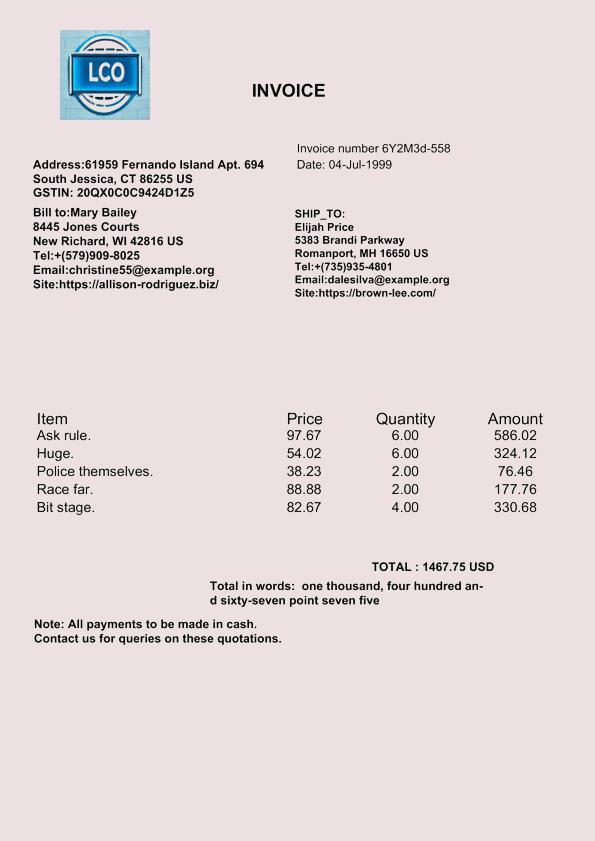 LCO
INVOICE
Invoice number 6Y2M3d-558
Date: 04-Jul-1999
Address:61959 Fernando Island Apt. 694
South Jessica, CT 86255 US
GSTIN: 20QX0C0C9424D1Z5
Bill to:Mary Bailey
8445 Jones Courts
New Richard, WI 42816 US
Tel:+(579)909-8025
Email:christine55@example.org
Site:https://allison-rodriguez.biz/
SHIP_TO:
Elijah Price
5383 Brandi Parkway
Romanport, MH 16650 US
Tel:+(735)935-4801
Email:dalesilva@example.org
Site:https://brown-lee.com/
Item Price Quantity Amount
Ask rule. 97.67 6.00 586.02
Huge. 54.02 6.00 324.12
Police themselves. 38.23 2.00 76.46
Race far. 88.88 2.00 177.76
Bit stage. 82.67 4.00 330.68
TOTAL : 1467.75 USD
Total in words:  one thousand, four hundred an-
d sixty-seven point seven five
Note: All payments to be made in cash.
Contact us for queries on these quotations.